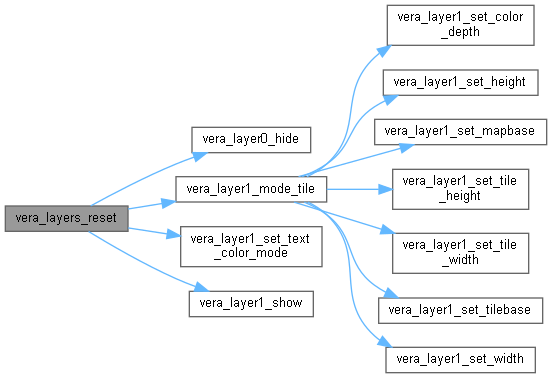 vera_layers_reset
vera_layer0_hide
vera_layer1_mode_tile
vera_layer1_set_text
_color_mode
vera_layer1_show
vera_layer1_set_color
_depth
vera_layer1_set_height
vera_layer1_set_mapbase
vera_layer1_set_tile
_height
vera_layer1_set_tile
_width
vera_layer1_set_tilebase
vera_layer1_set_width